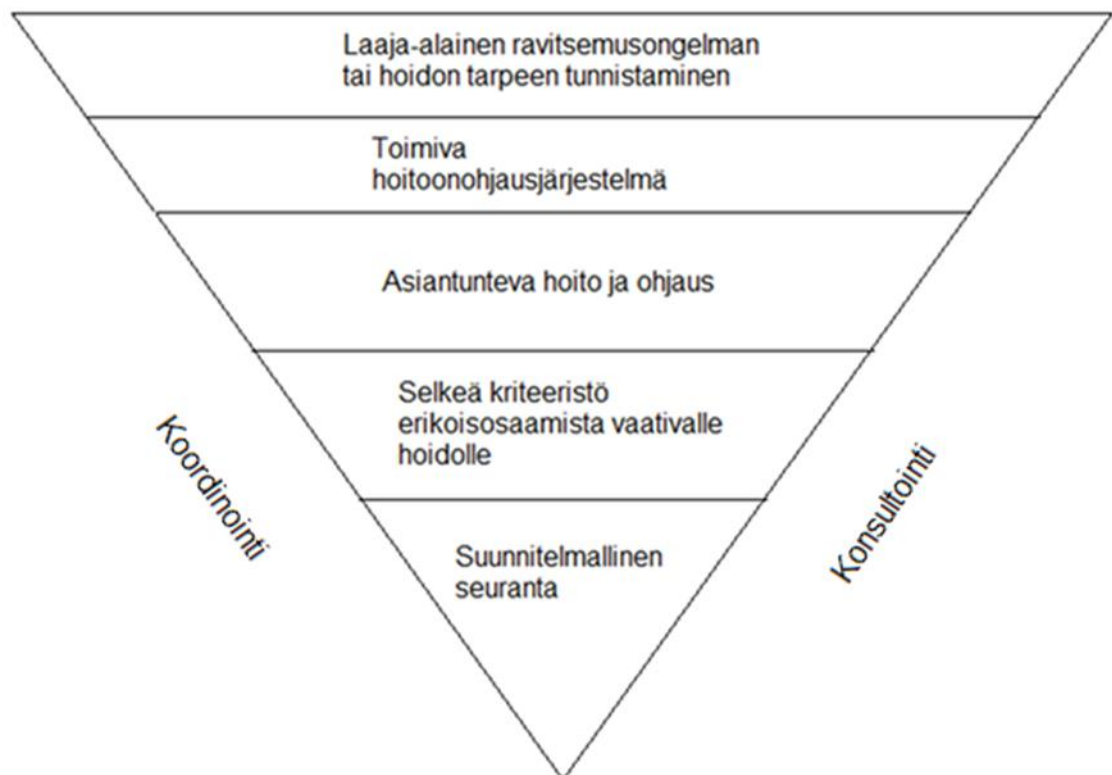 Laaja-alainen ravitsemusongelman
tai hoidon tarpeen tunnistaminen
Toimiva
hoitoonohjausjärjestelmä
Asiantunteva hoito ja ohjaus
Selkeä kriteeristö
erikoisosaamista vaativalle
hoidolle
Suunnitelmallinen
seuranta
Koordinointi
Konsultointi